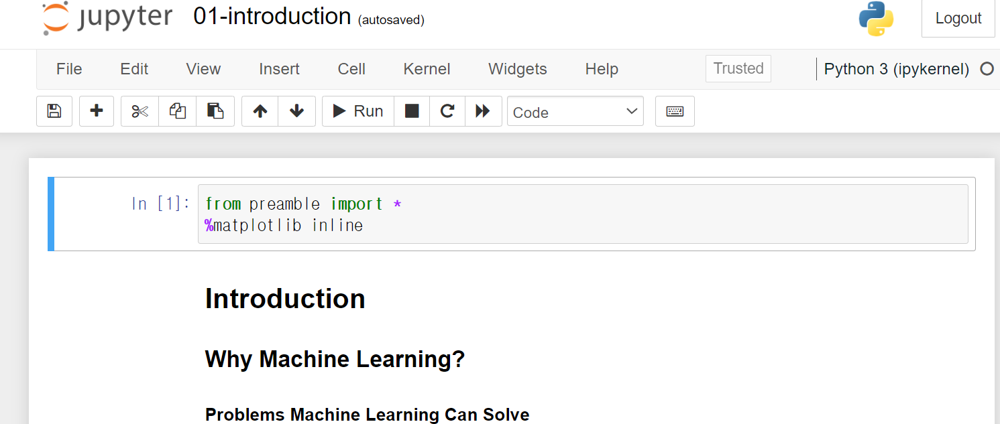 jupyter 01-introduction (autosaved)
Logout
File Edit View Insert Cell Kernel Widgets Help Trusted Python 3 (ipykernel)
Run Code
In [1]: from preamble import *
%matplotlib inline
Introduction
Why Machine Learning?
Problems Machine Learning Can Solve